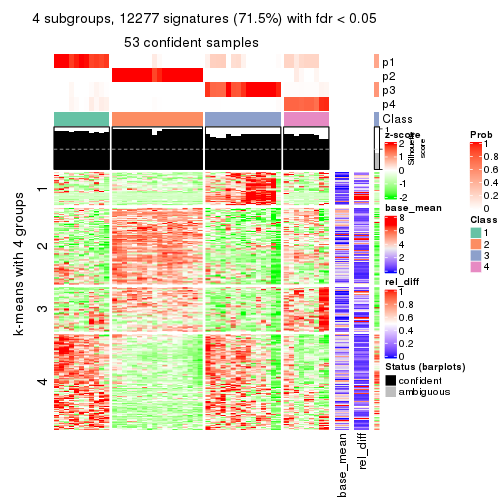 4 subgroups, 12277 signatures (71.5%) with fdr < 0.05
53 confident samples
p1
p2
p3
p4
Class
1
Silhouette
score
k-means with 4 groups
1
2
3
4
base_mean
rel_diff
z-score
2
1
0
-1
-2
base_mean
8
6
4
2
0
rel_diff
1
0.8
0.6
0.4
0.2
0
Status (barplots)
confident
ambiguous
Prob
1
0.8
0.6
0.4
0.2
0
Class
1
2
3
4